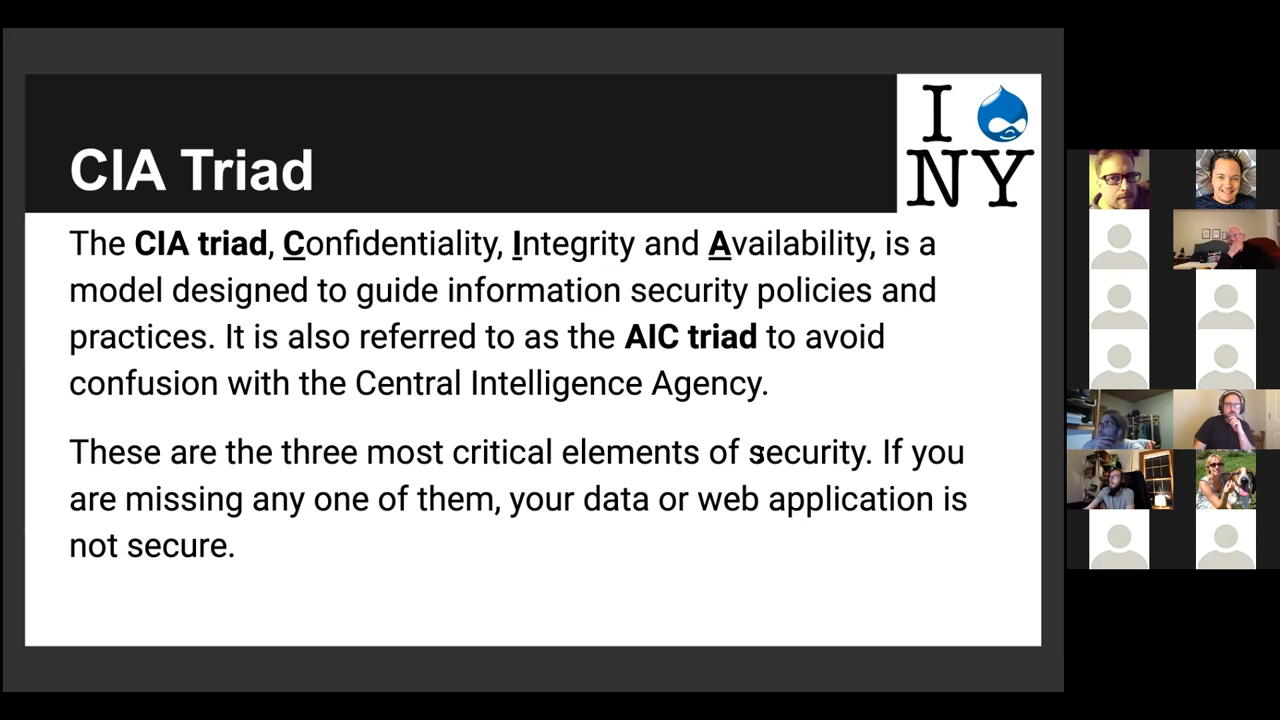 CIA Triad
I
NY
The CIA triad, Confidentiality, Integrity and Availability, is a
model designed to guide information security policies and
practices. It is also referred to as the AIC triad to avoid
confusion with the Central Intelligence Agency.
These are the three most critical elements of security. If you
are missing any one of them, your data or web application is
not secure.